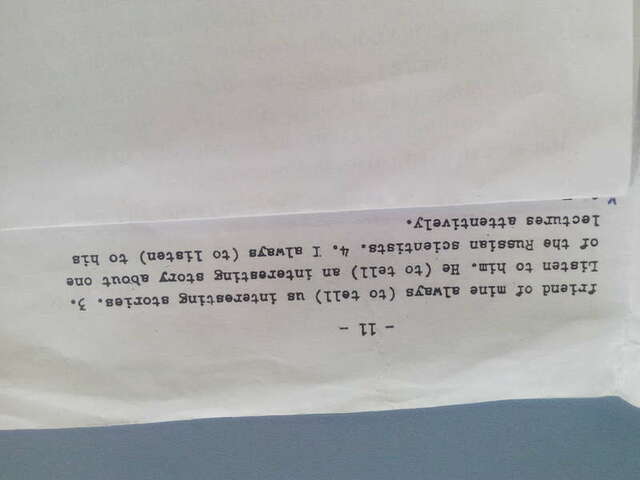 - 11 -
friend of mine always (to tell) us interesting stories. 3.
Listen to him. He (to tell) an interesting story about one
of the Russian scientists. 4. I always (to listen) to his
lectures attentively.